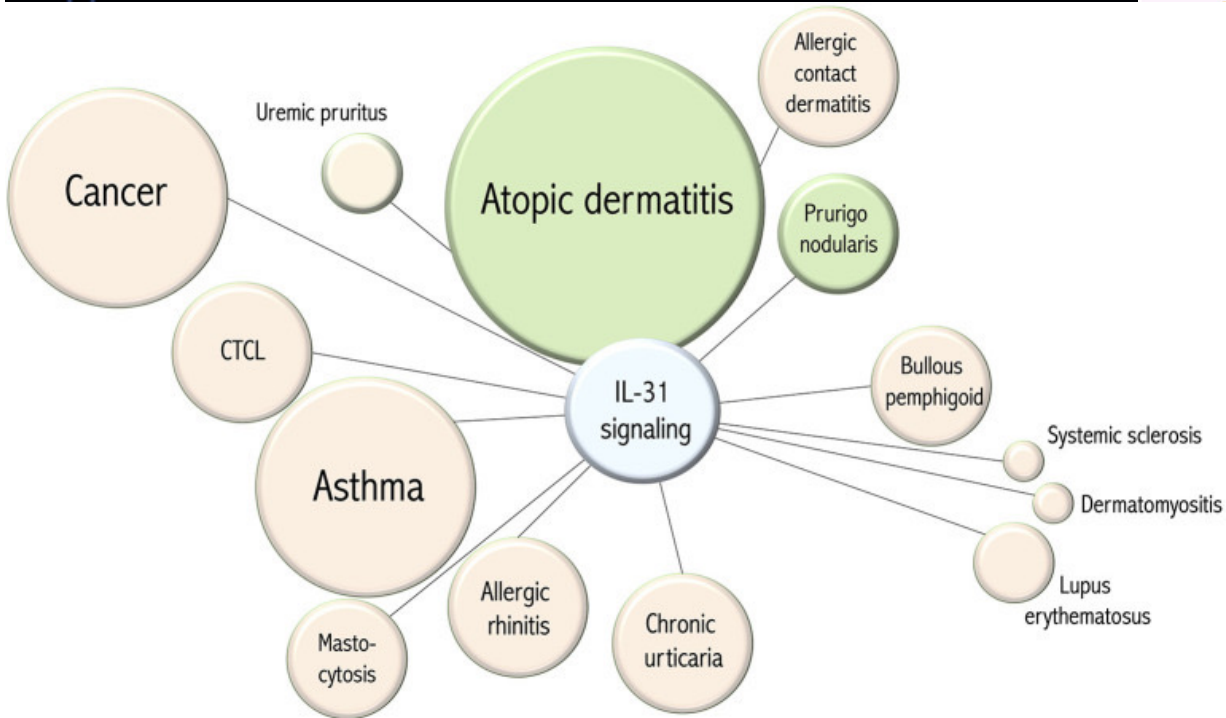 Allergic
contact
dermatitis
Uremic pruritus
Cancer
Atopic dermatitis
Prurigo
nodularis
CTCL
IL-31
signaling
Bullous
pemphigoid
Systemic sclerosis
Asthma
Dermatomyositis
Lupus
erythematosus
Allergic
rhinitis
Chronic
urticaria
Masto-
cytosis